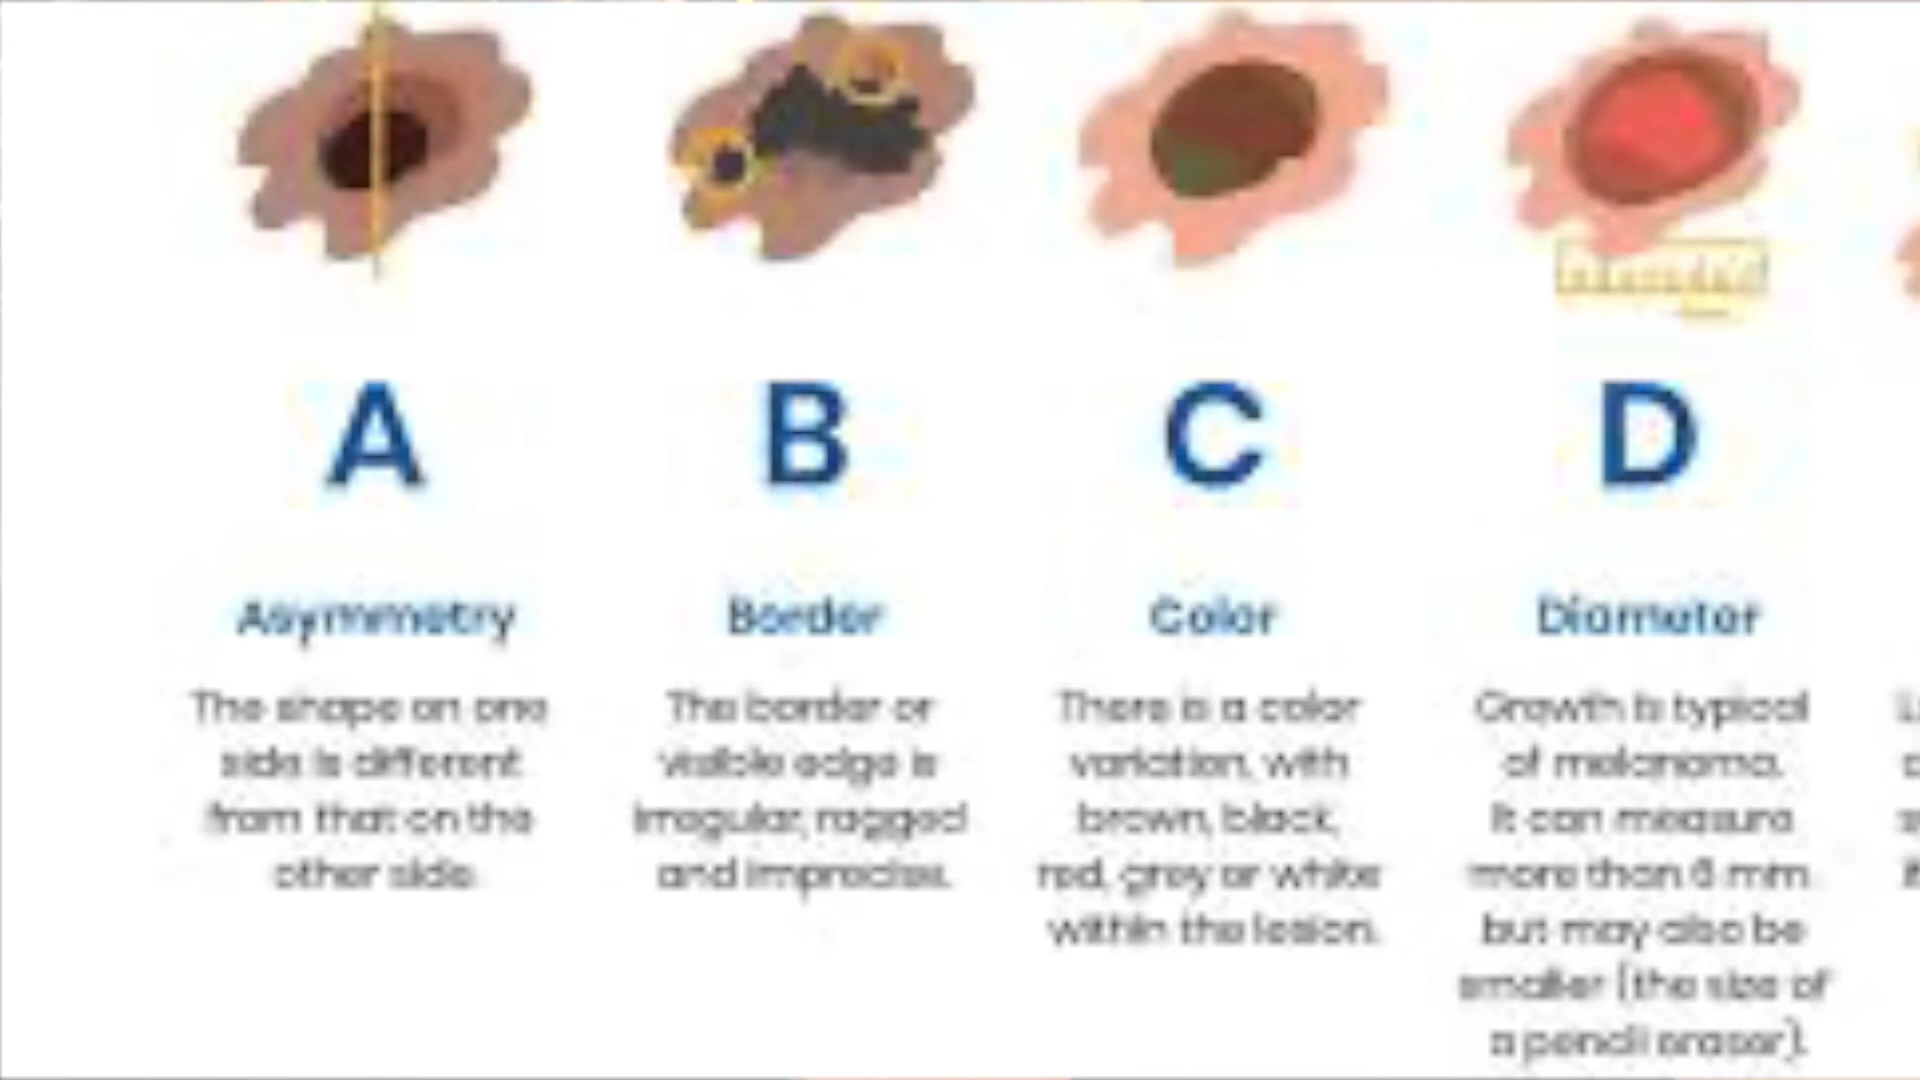 A
B
C
D
Asymmetry
Border
Color
Diameter
The shape on one
side is different
from that on the
other side.
The border or
visible edge is
irregular, ragged
and imprecise.
There is a color
variation, with
brown, black,
red, grey or white
within the lesion.
Growth is typical
of melanoma.
It can measure
more than 6 mm
but may also be
smaller (the size of
a pencil eraser).